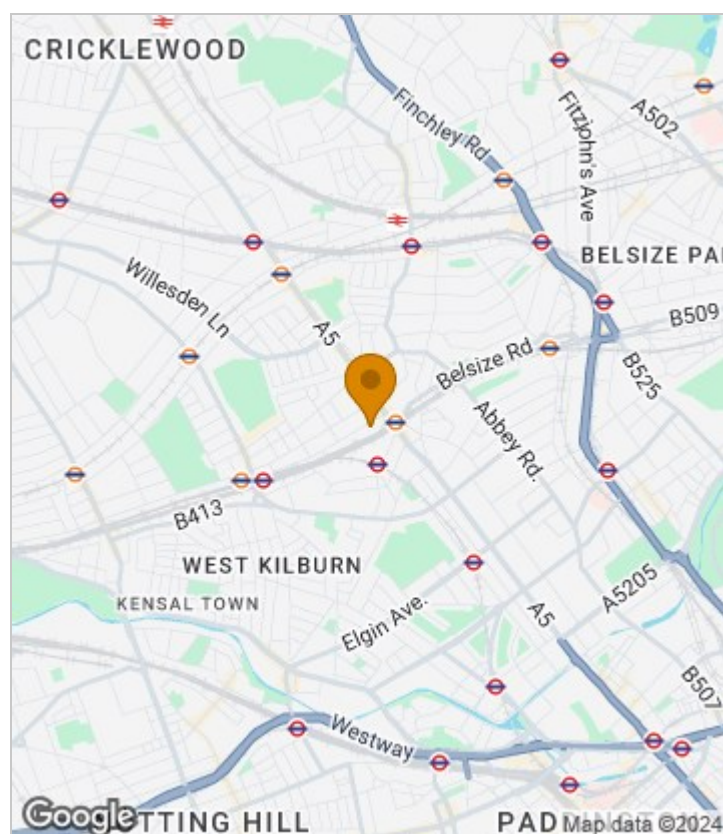 CRICKLEWOOD
Finchley Rd
Fitzjohn's Ave
A502
BELSIZE PA
Willesden Ln
A5
B509
Belsize Rd
B525
Abbey Rd.
B413
WEST KILBURN
KENSAL TOWN
A5205
Elgin Ave.
A5
B507
Westway
Google
TTING HILL
PAD
Map data ©2024